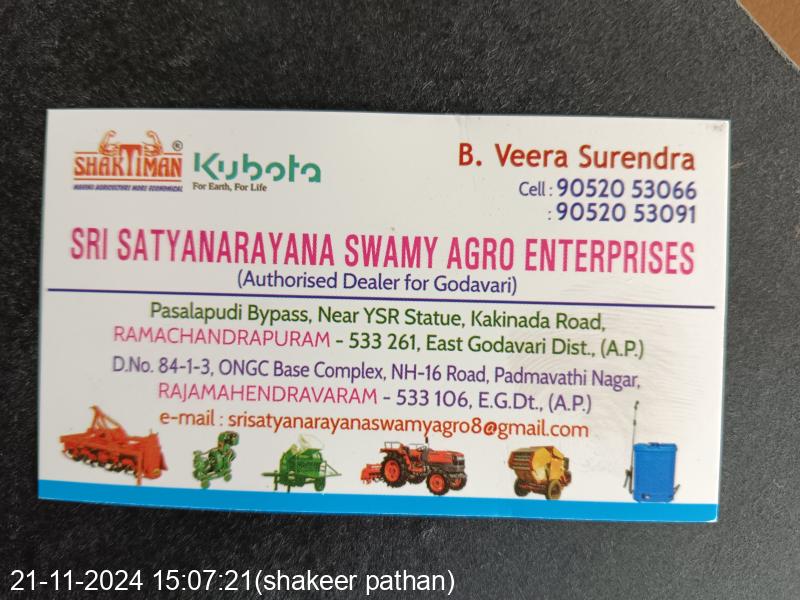 SHAKTIMAN®
MAKING AGRICULTURE MORE ECONOMICAL
Kubota
For Earth, For Life
B. Veera Surendra
Cell : 90520 53066
: 90520 53091
SRI SATYANARAYANA SWAMY AGRO ENTERPRISES
(Authorised Dealer for Godavari)
Pasalapudi Bypass, Near YSR Statue, Kakinada Road,
RAMACHANDRAPURAM - 533 261, East Godavari Dist., (A.P.)
D.No. 84-1-3, ONGC Base Complex, NH-16 Road, Padmavathi Nagar,
RAJAMAHENDRAVARAM - 533 106, E.G.Dt., (A.P.)
e-mail : srisatyanarayanaswamyagro8@gmail.com
21-11-2024 15:07:21(shakeer pathan)